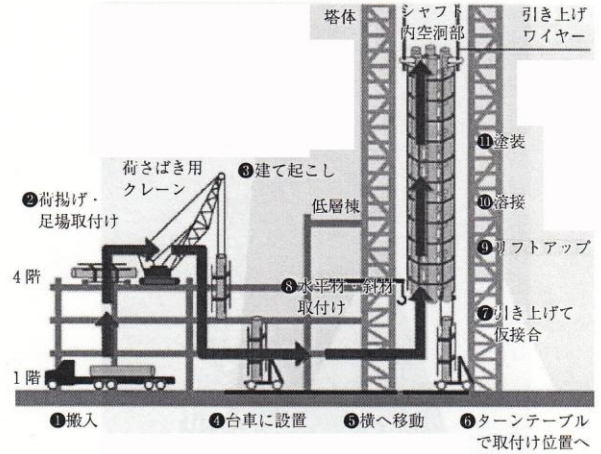 塔体
シャフト
内空洞部
引き上げ
ワイヤー
荷さばき用
クレーン
❸建て起こし
❷荷揚げ・
足場取付け
低層棟
⓫塗装
❿溶接
❾リフトアップ
4階
❽水平材・斜材
取付け
❼引き上げて
仮接合
1階
❶搬入
❹台車に設置
❺横へ移動
❻ターンテーブル
で取付け位置へ